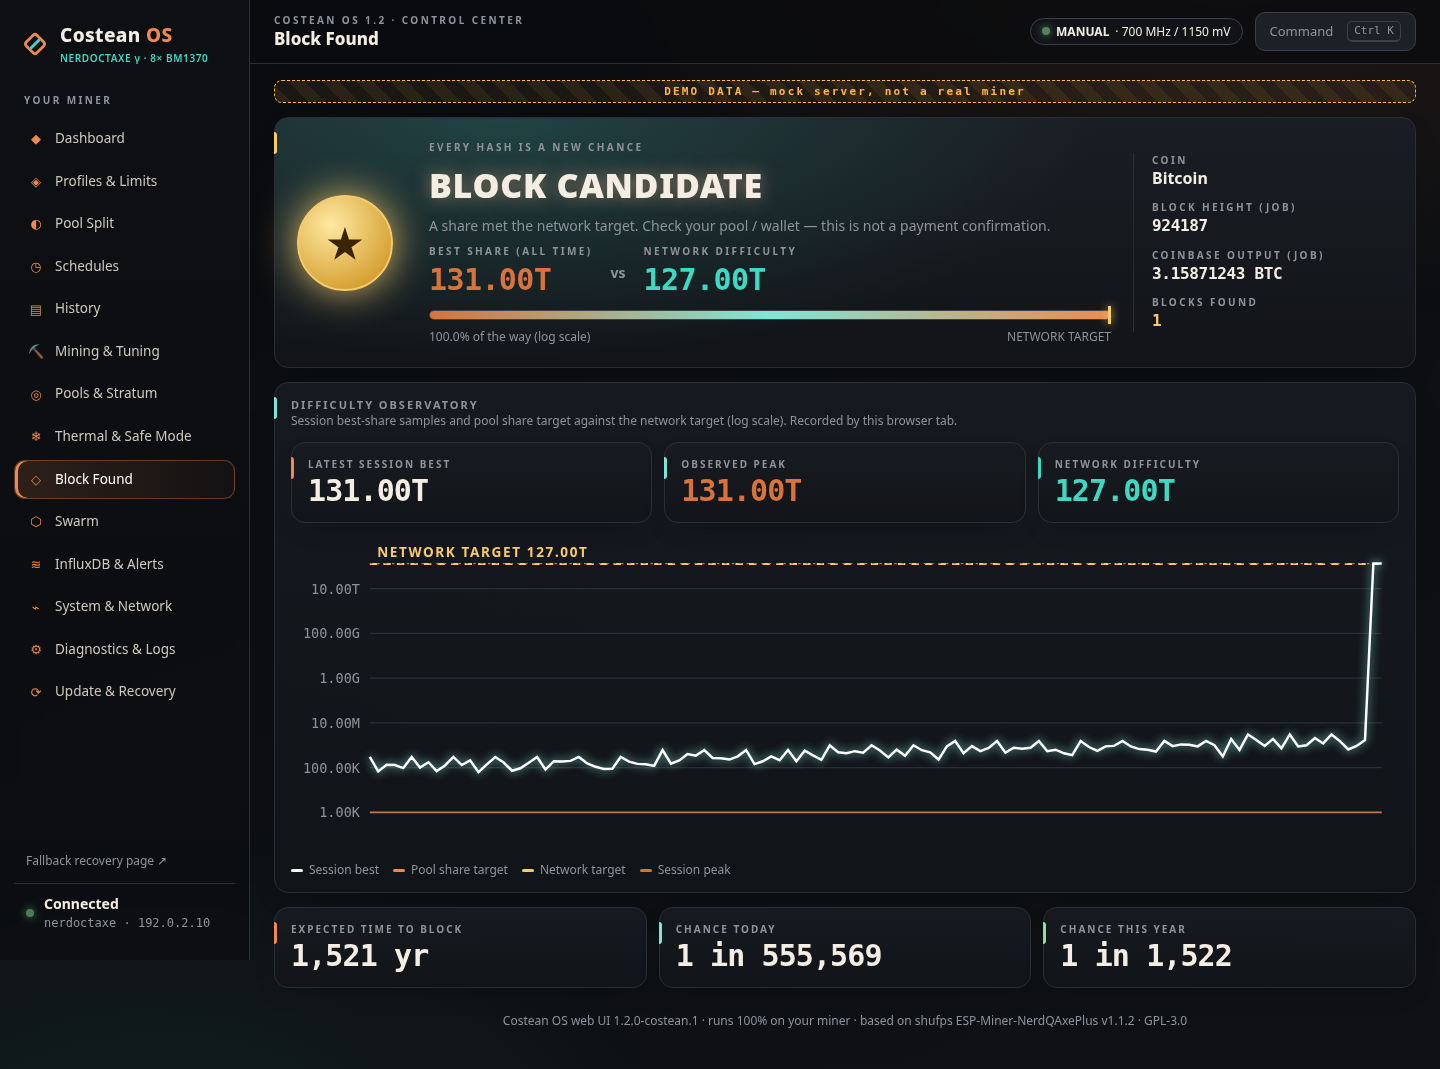 Costean OS
NERDOCTAXE γ · 8× BM1370
YOUR MINER
Dashboard
Profiles & Limits
Pool Split
Schedules
History
Mining & Tuning
Pools & Stratum
Thermal & Safe Mode
Block Found
Swarm
InfluxDB & Alerts
System & Network
Diagnostics & Logs
Update & Recovery
Fallback recovery page ↗
Connected
nerdoctaxe · 192.0.2.10
COSTEAN OS 1.2 · CONTROL CENTER
Block Found
MANUAL · 700 MHz / 1150 mV
Command Ctrl K
DEMO DATA — mock server, not a real miner
EVERY HASH IS A NEW CHANCE
BLOCK CANDIDATE
A share met the network target. Check your pool / wallet — this is not a payment confirmation.
BEST SHARE (ALL TIME)
131.00T
vs
NETWORK DIFFICULTY
127.00T
100.0% of the way (log scale)
NETWORK TARGET
COIN
Bitcoin
BLOCK HEIGHT (JOB)
924187
COINBASE OUTPUT (JOB)
3.15871243 BTC
BLOCKS FOUND
1
DIFFICULTY OBSERVATORY
Session best-share samples and pool share target against the network target (log scale). Recorded by this browser tab.
LATEST SESSION BEST
131.00T
OBSERVED PEAK
131.00T
NETWORK DIFFICULTY
127.00T
NETWORK TARGET 127.00T
10.00T
100.00G
1.00G
10.00M
100.00K
1.00K
Session best
Pool share target
Network target
Session peak
EXPECTED TIME TO BLOCK
1,521 yr
CHANCE TODAY
1 in 555,569
CHANCE THIS YEAR
1 in 1,522
Costean OS web UI 1.2.0-costean.1 · runs 100% on your miner · based on shufps ESP-Miner-NerdQAxePlus v1.1.2 · GPL-3.0